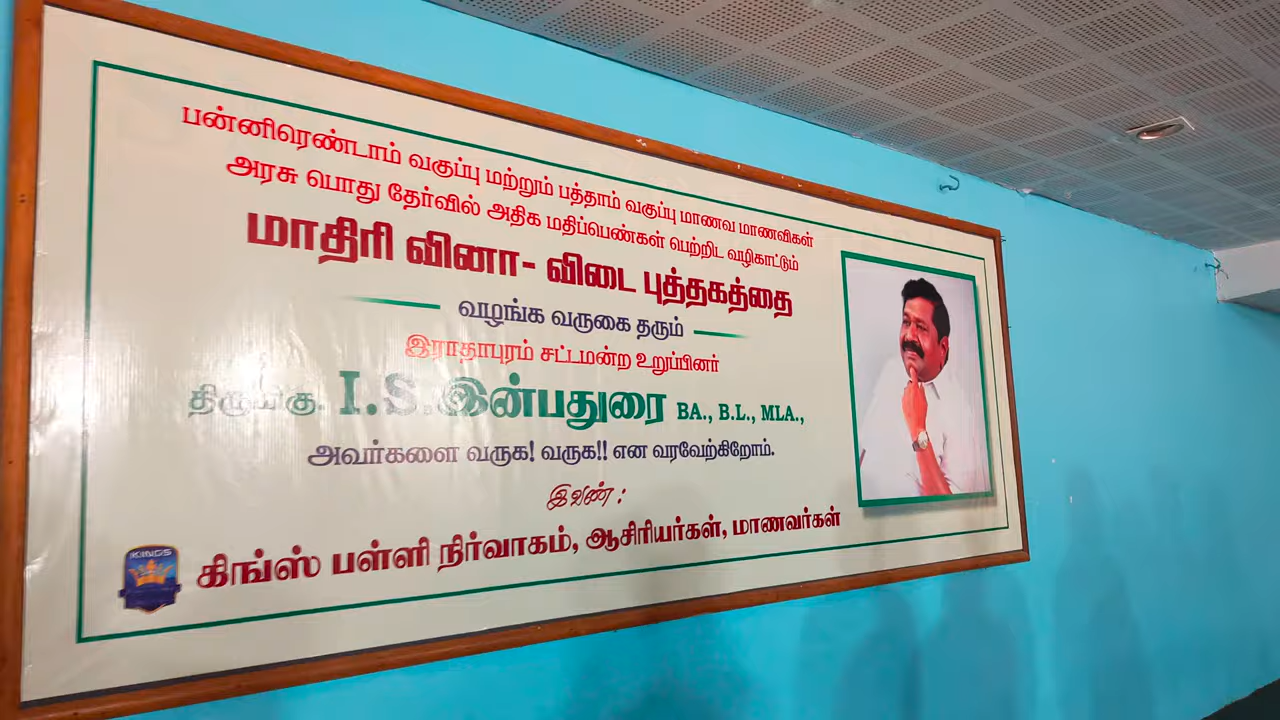 பன்னிரெண்டாம் வகுப்பு மற்றும் பத்தாம் வகுப்பு மாணவ மாணவிகள்
அரசு பொது தேர்வில் அதிக மதிப்பெண்கள் பெற்றிட வழிகாட்டும்
மாதிரி வினா- விடை புத்தகத்தை
வழங்க வருகை தரும்
இராதாபுரம் சட்டமன்ற உறுப்பினர்
திருமிகு. I.S.இன்பதுரை BA., B.L., MLA.,
அவர்களை வருக! வருக!! என வரவேற்கிறோம்.
இவண் :
கிங்ஸ் பள்ளி நிர்வாகம், ஆசிரியர்கள், மாணவர்கள்
KINGS